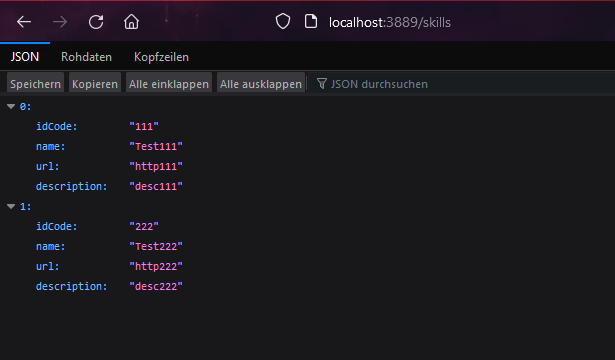 localhost:3889/skills
JSON Rohdaten Kopfzeilen
Speichern Kopieren Alle einklappen Alle ausklappen JSON durchsuchen
0:
idCode: "111"
name: "Test111"
url: "http111"
description: "desc111"
1:
idCode: "222"
name: "Test222"
url: "http222"
description: "desc222"